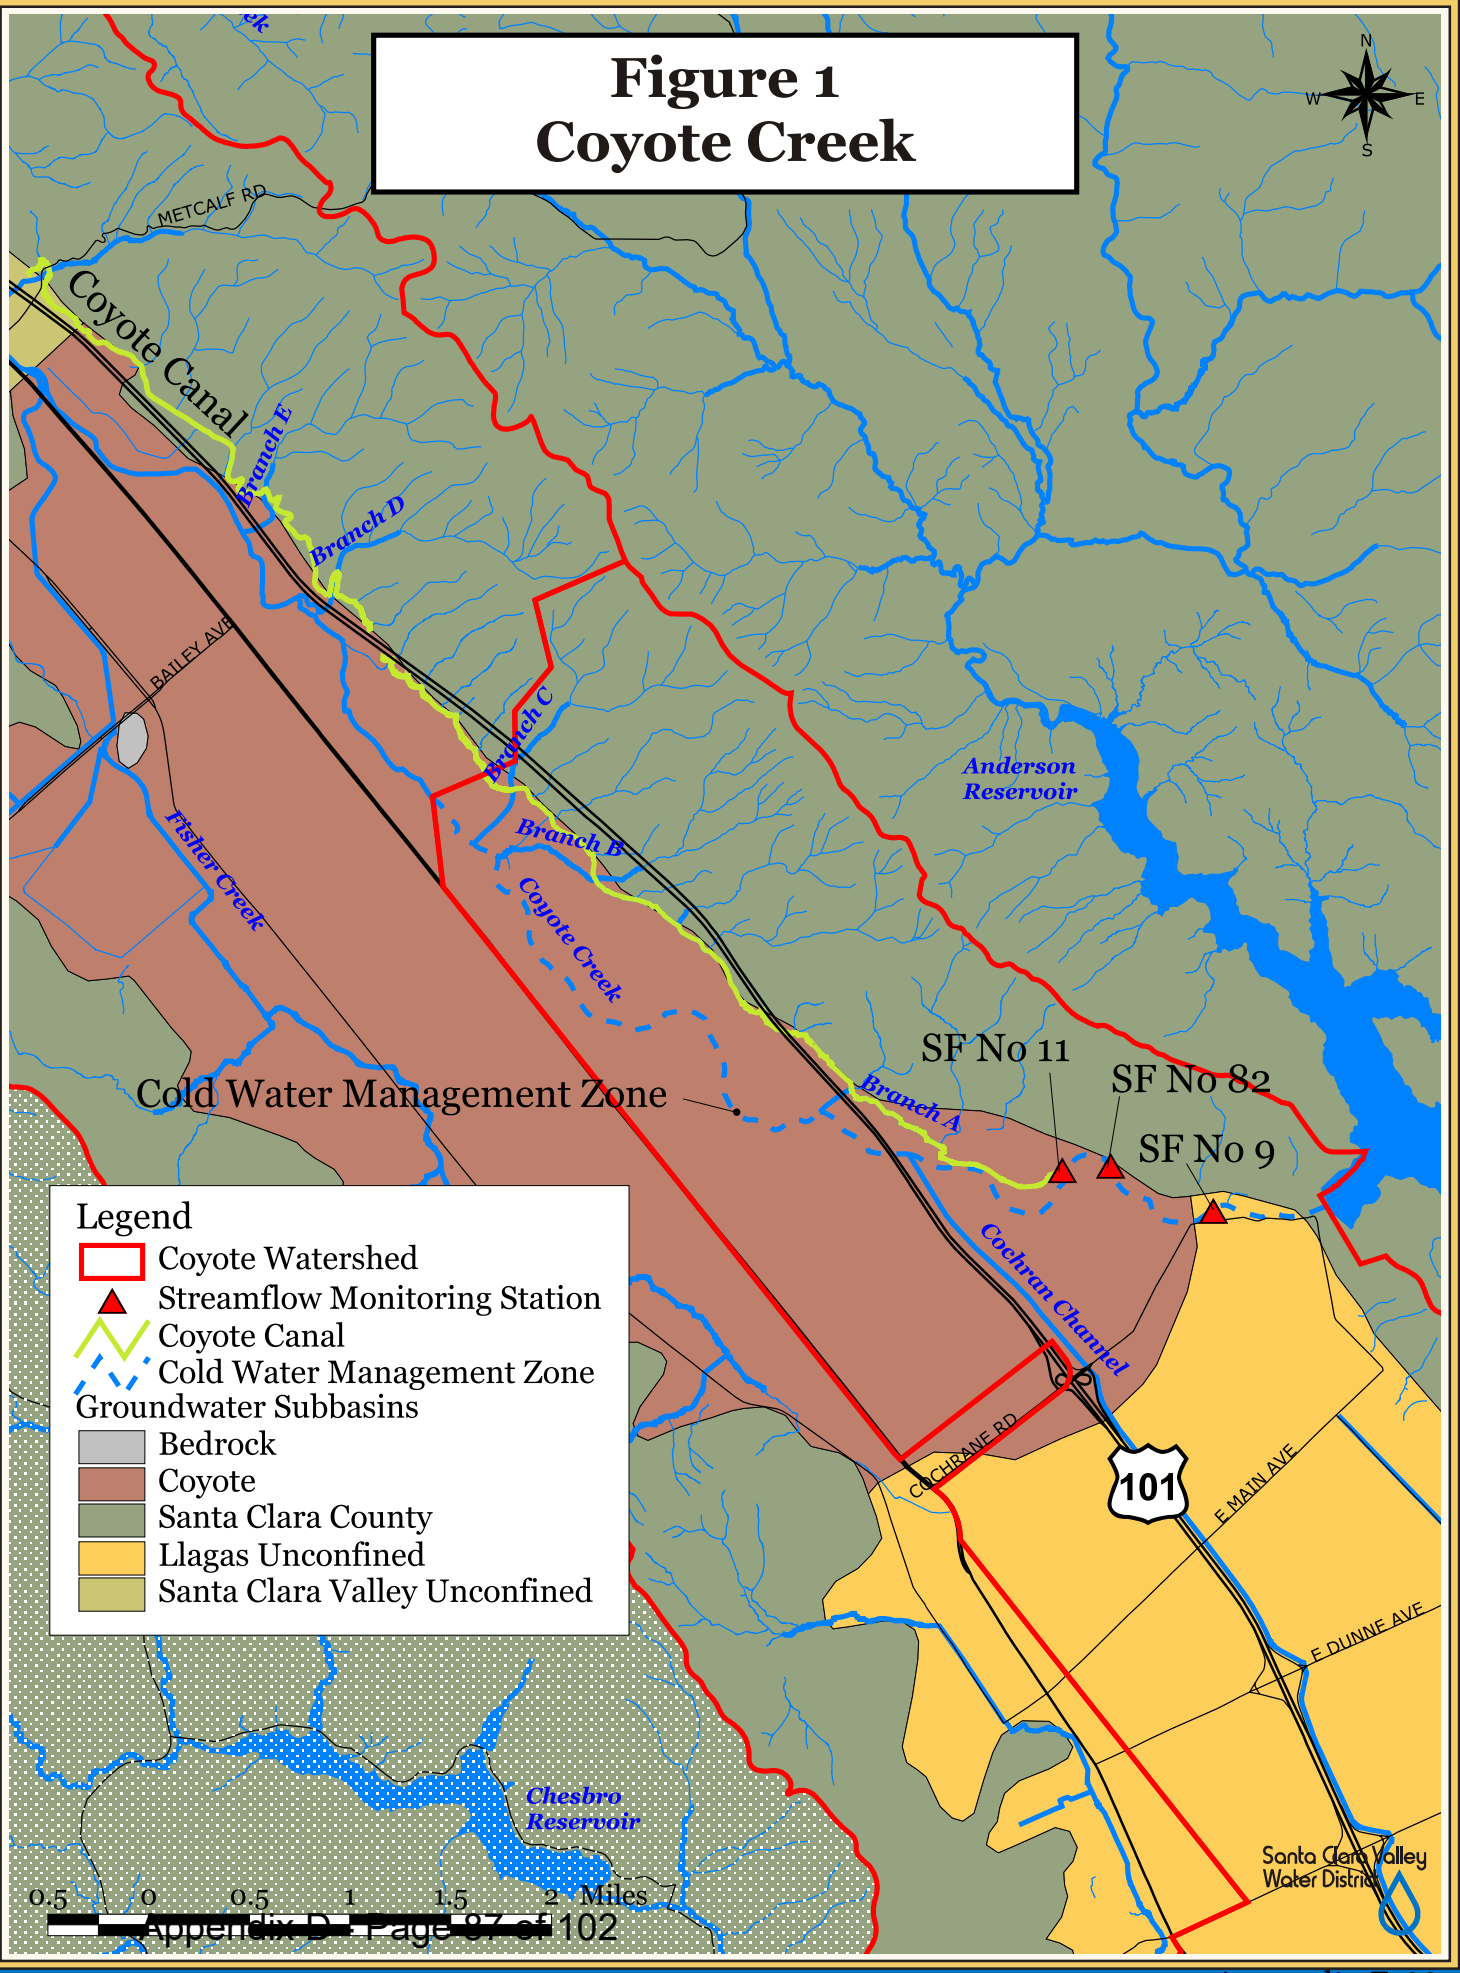 ek
Figure 1
Coyote Creek
N
W E
S
METCALF RD
Coyote Canal
Branch E
Branch D
BAILEY AVE
Branch C
Anderson
Reservoir
Branch B
Fisher Creek
Coyote Creek
SF No 11
SF No 82
Cold Water Management Zone
Branch A
SF No 9
Cochran Channel
Legend
Coyote Watershed
Streamflow Monitoring Station
Coyote Canal
Cold Water Management Zone
Groundwater Subbasins
Bedrock
Coyote
Santa Clara County
Llagas Unconfined
Santa Clara Valley Unconfined
COCHRANE RD
101
E MAIN AVE
E DUNNE AVE
Chesbro
Reservoir
Santa Clara Valley
Water District
0.5 0 0.5 1 1.5 2 Miles
Appendix D - Page 87 of 102